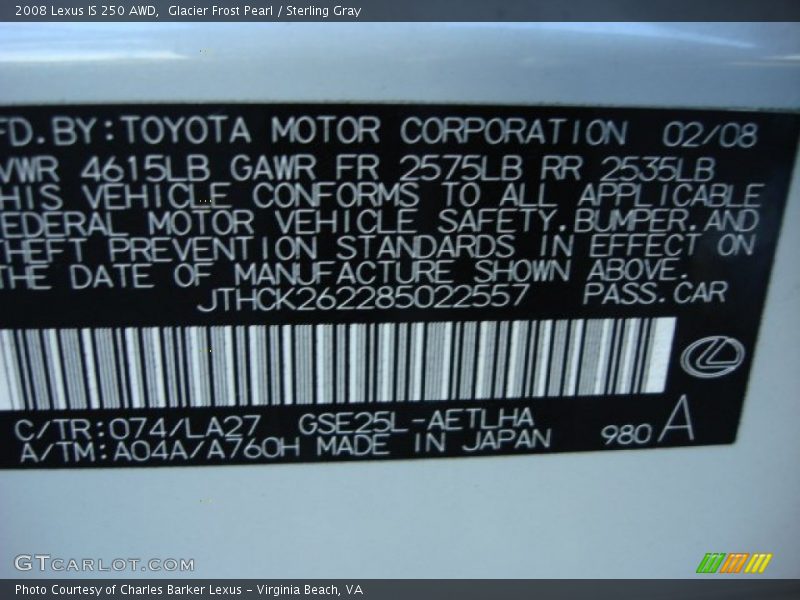 2008 Lexus IS 250 AWD,  Glacier Frost Pearl / Sterling Gray
FD.BY:TOYOTA MOTOR CORPORATION 02/08
VWR 4615LB GAWR FR 2575LB RR 2535LB
HIS VEHICLE CONFORMS TO ALL APPLICABLE
EDERAL MOTOR VEHICLE SAFETY.BUMPER.AND
THEFT PREVENTION STANDARDS IN EFFECT ON
THE DATE OF MANUFACTURE SHOWN ABOVE.
JTHCK262285022557 PASS.CAR
C/TR:074/LA27 GSE25L-AETLHA
A/TM:A04A/A760H MADE IN JAPAN 980 A
GTCARLOT.COM
Photo Courtesy of Charles Barker Lexus - Virginia Beach, VA